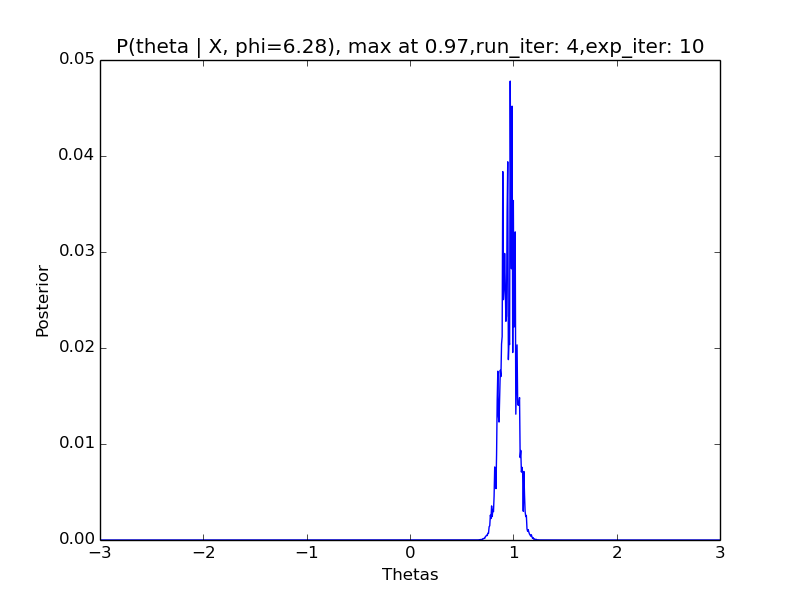 P(theta | X, phi=6.28), max at 0.97,run_iter: 4,exp_iter: 10
0.05
0.04
0.03
0.02
0.01
0.00
Posterior
−3 −2 −1 0 1 2 3
Thetas